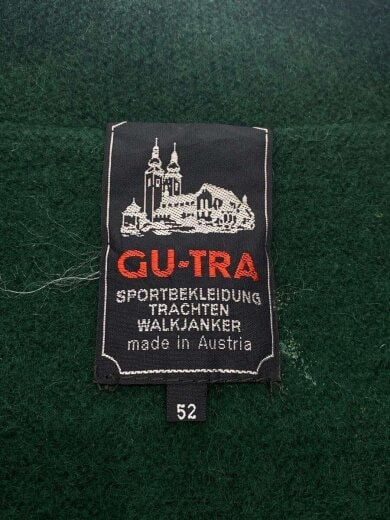 GU-TRA
SPORTBEKLEIDUNG
TRACHTEN
WALKJANKER
made in Austria
52